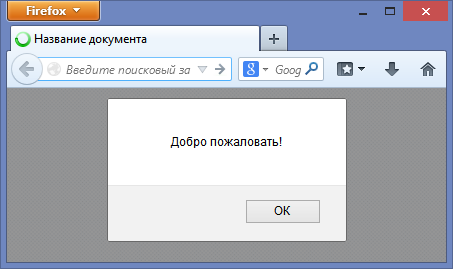 Firefox
Название документа
Введите поисковый за
Goog
Добро пожаловать!
OK